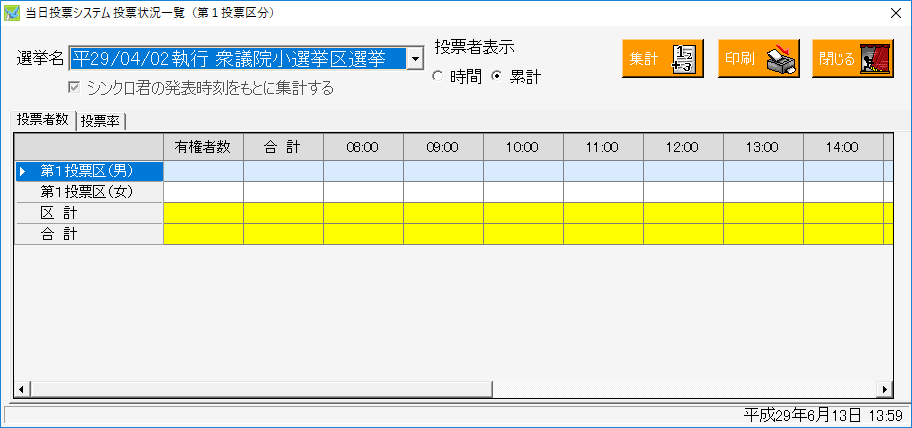 当日投票システム 投票状況一覧（第１投票区分）
選挙名 平29/04/02執行 衆議院小選挙区選挙
投票者表示
時間 累計
集計 印刷 閉じる
シンクロ君の発表時刻をもとに集計する
投票者数 投票率
有権者数 合 計 08:00 09:00 10:00 11:00 12:00 13:00 14:00
第１投票区(男)
第１投票区(女)
区 計
合 計
平成29年6月13日 13:59